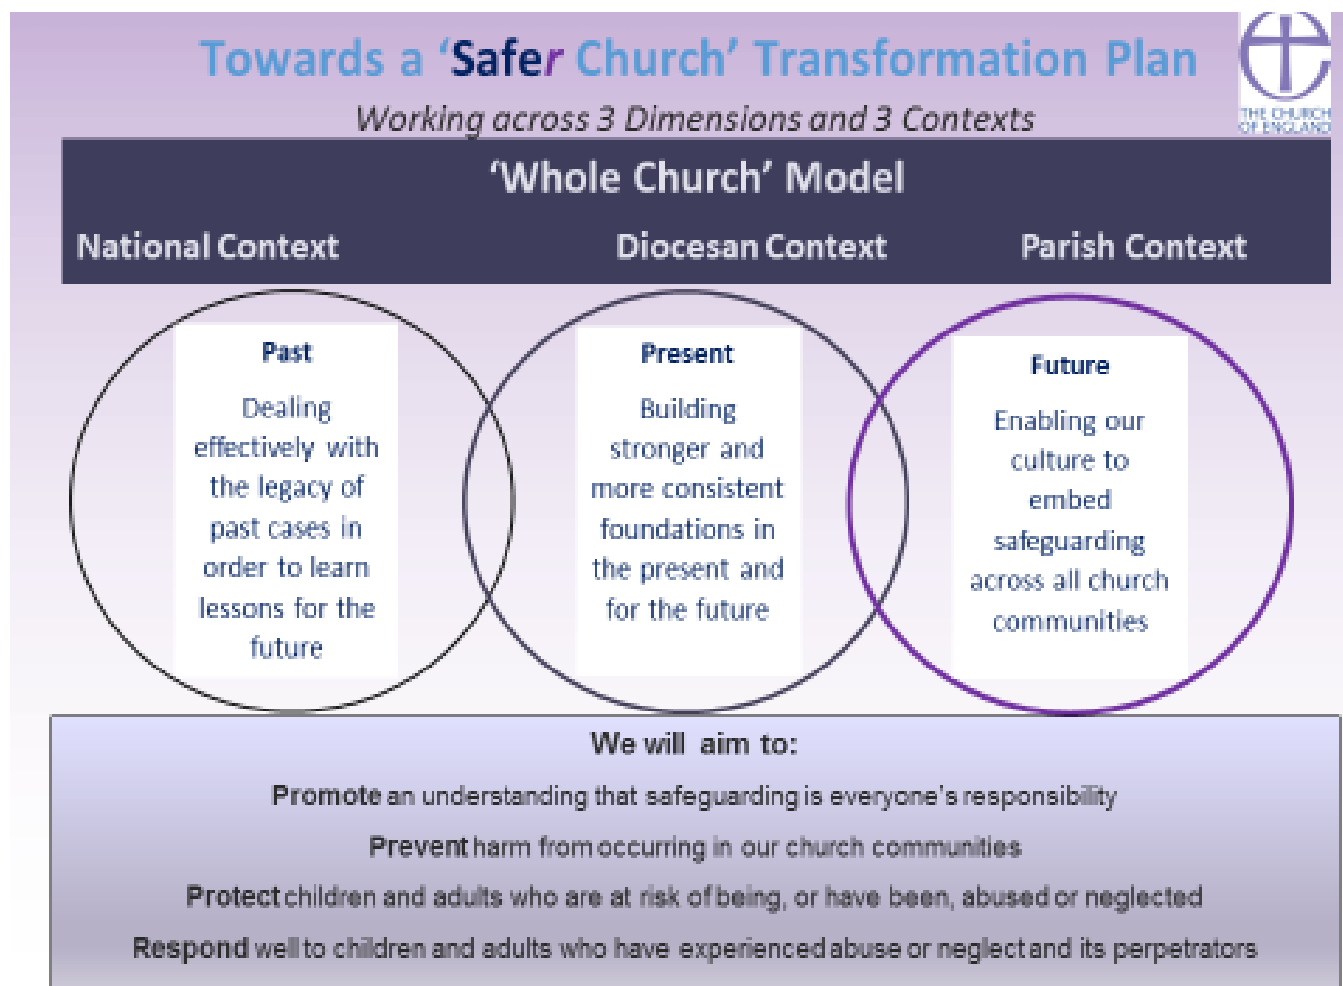 Towards a ‘Safer Church’ Transformation Plan
THE CHURCH
OF ENGLAND
Working across 3 Dimensions and 3 Contexts
‘Whole Church’ Model
National Context
Diocesan Context
Parish Context
Past
Dealing
effectively with
the legacy of
past cases in
order to learn
lessons for the
future
Present
Building
stronger and
more consistent
foundations in
the present and
for the future
Future
Enabling our
culture to
embed
safeguarding
across all church
communities
We will aim to:
Promote an understanding that safeguarding is everyone’s responsibility
Prevent harm from occurring in our church communities
Protect children and adults who are at risk of being, or have been, abused or neglected
Respond well to children and adults who have experienced abuse or neglect and its perpetrators